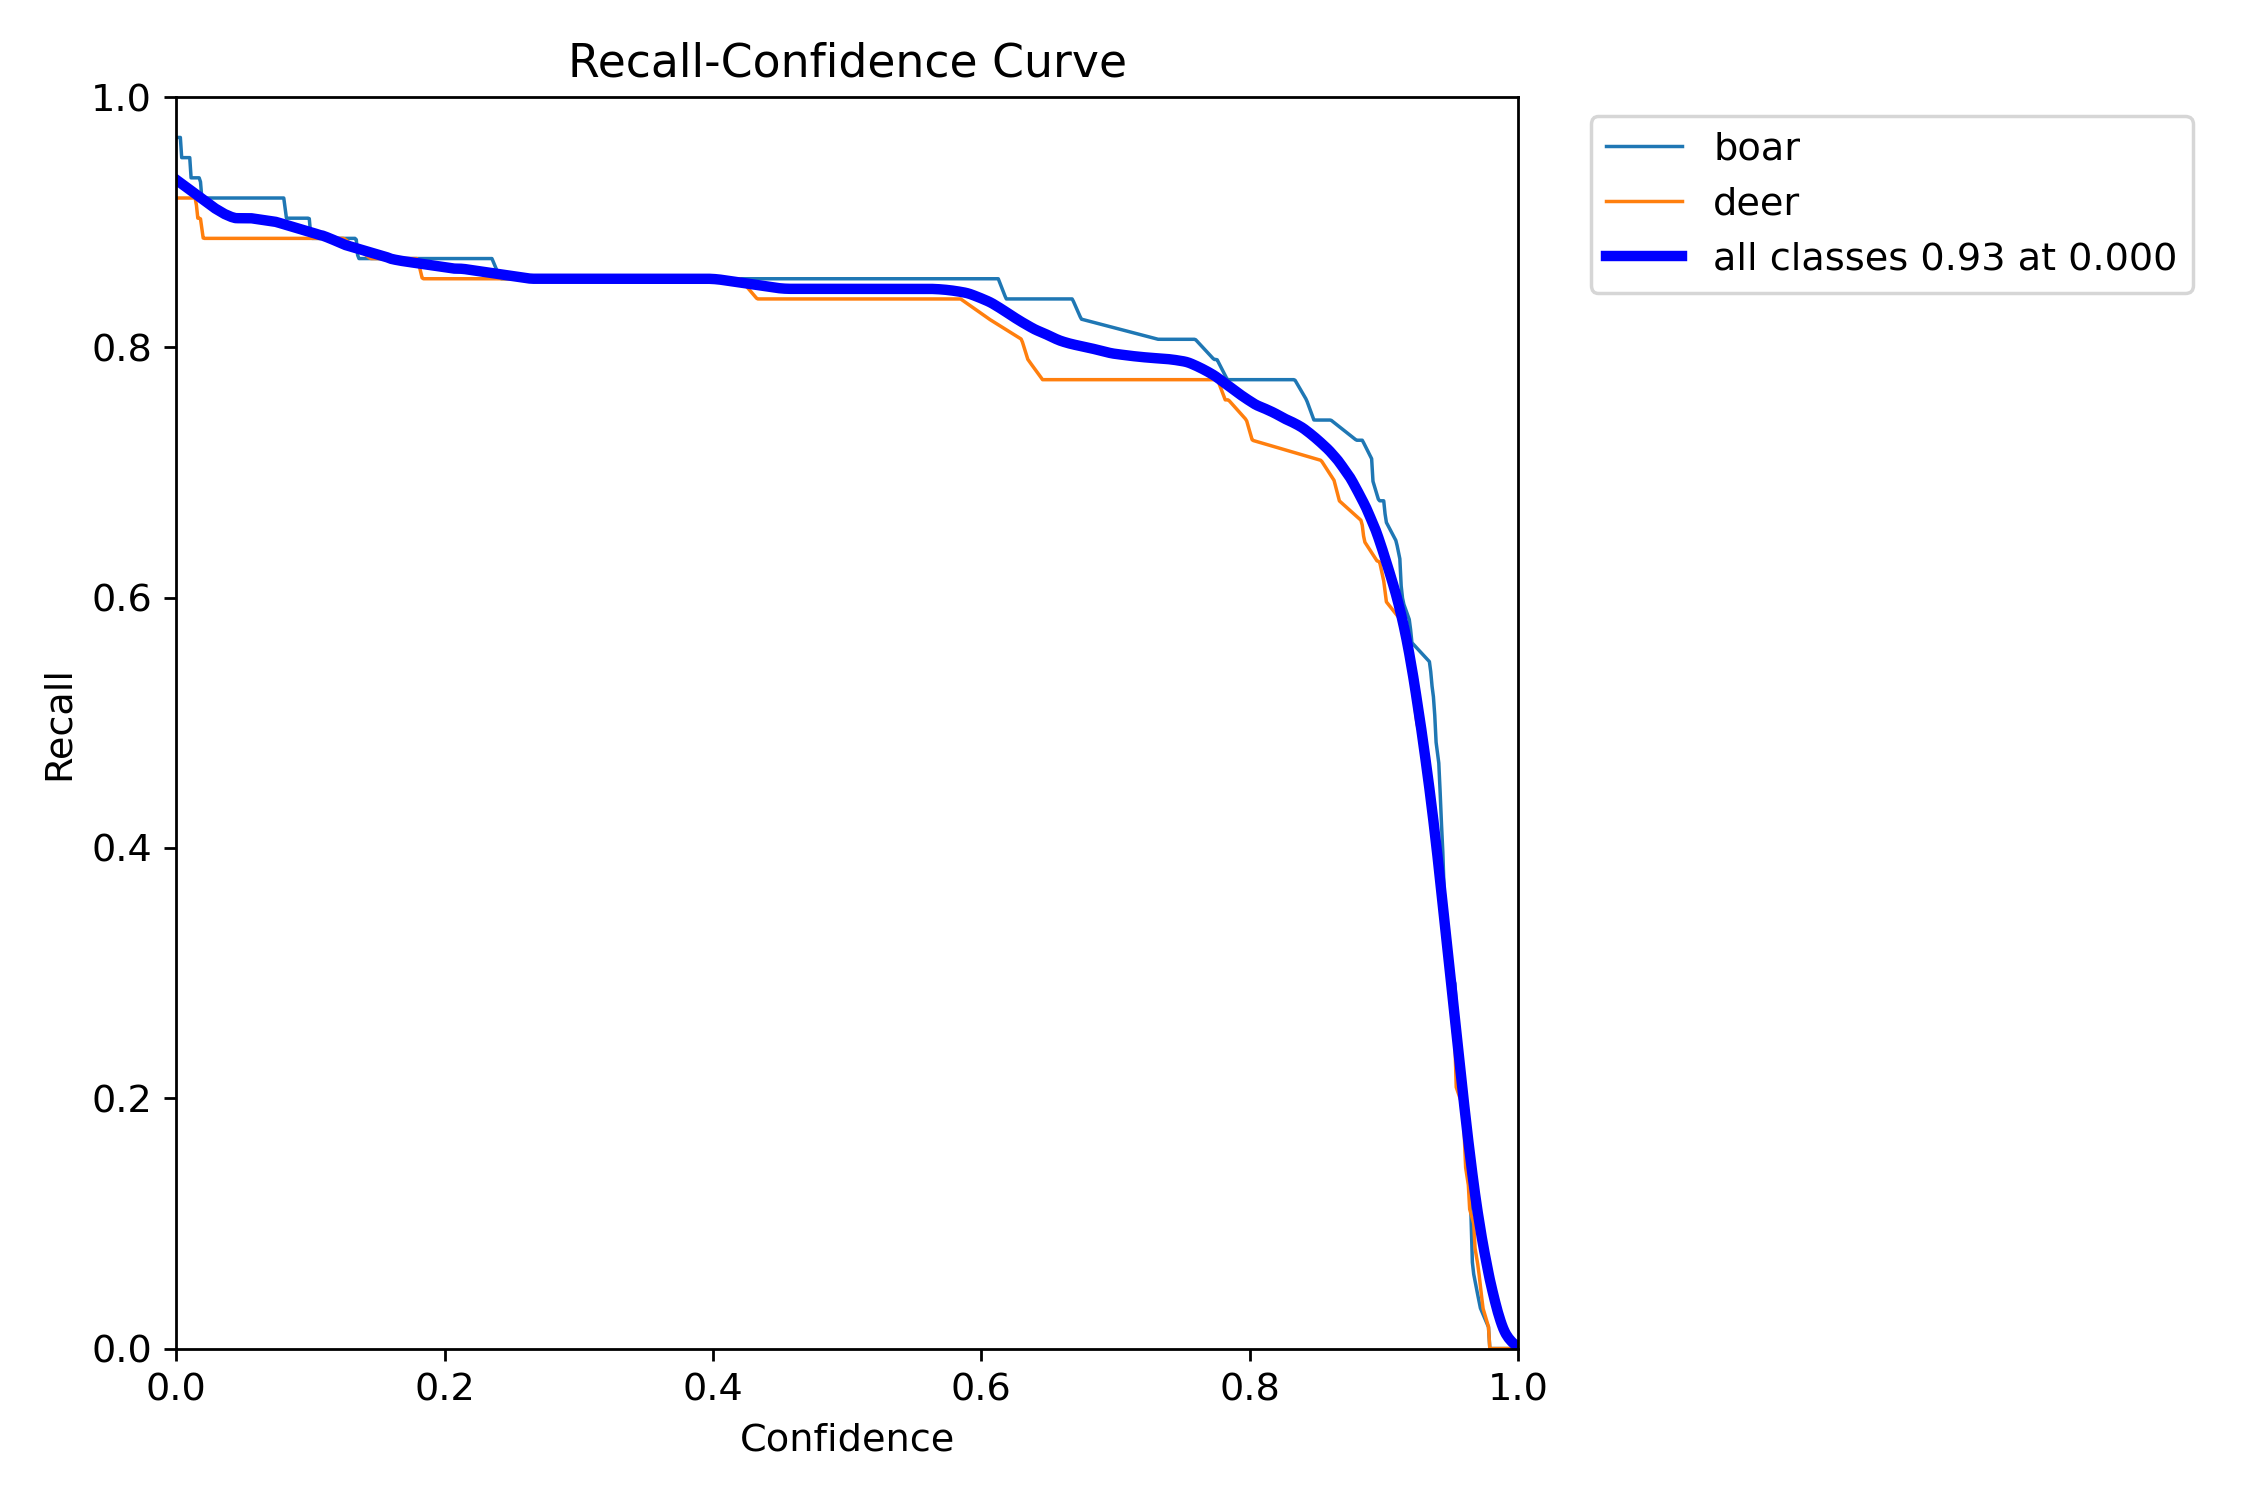 Recall-Confidence Curve
1.0
0.8
0.6
0.4
0.2
0.0
Recall
0.0 0.2 0.4 0.6 0.8 1.0
Confidence
boar
deer
all classes 0.93 at 0.000